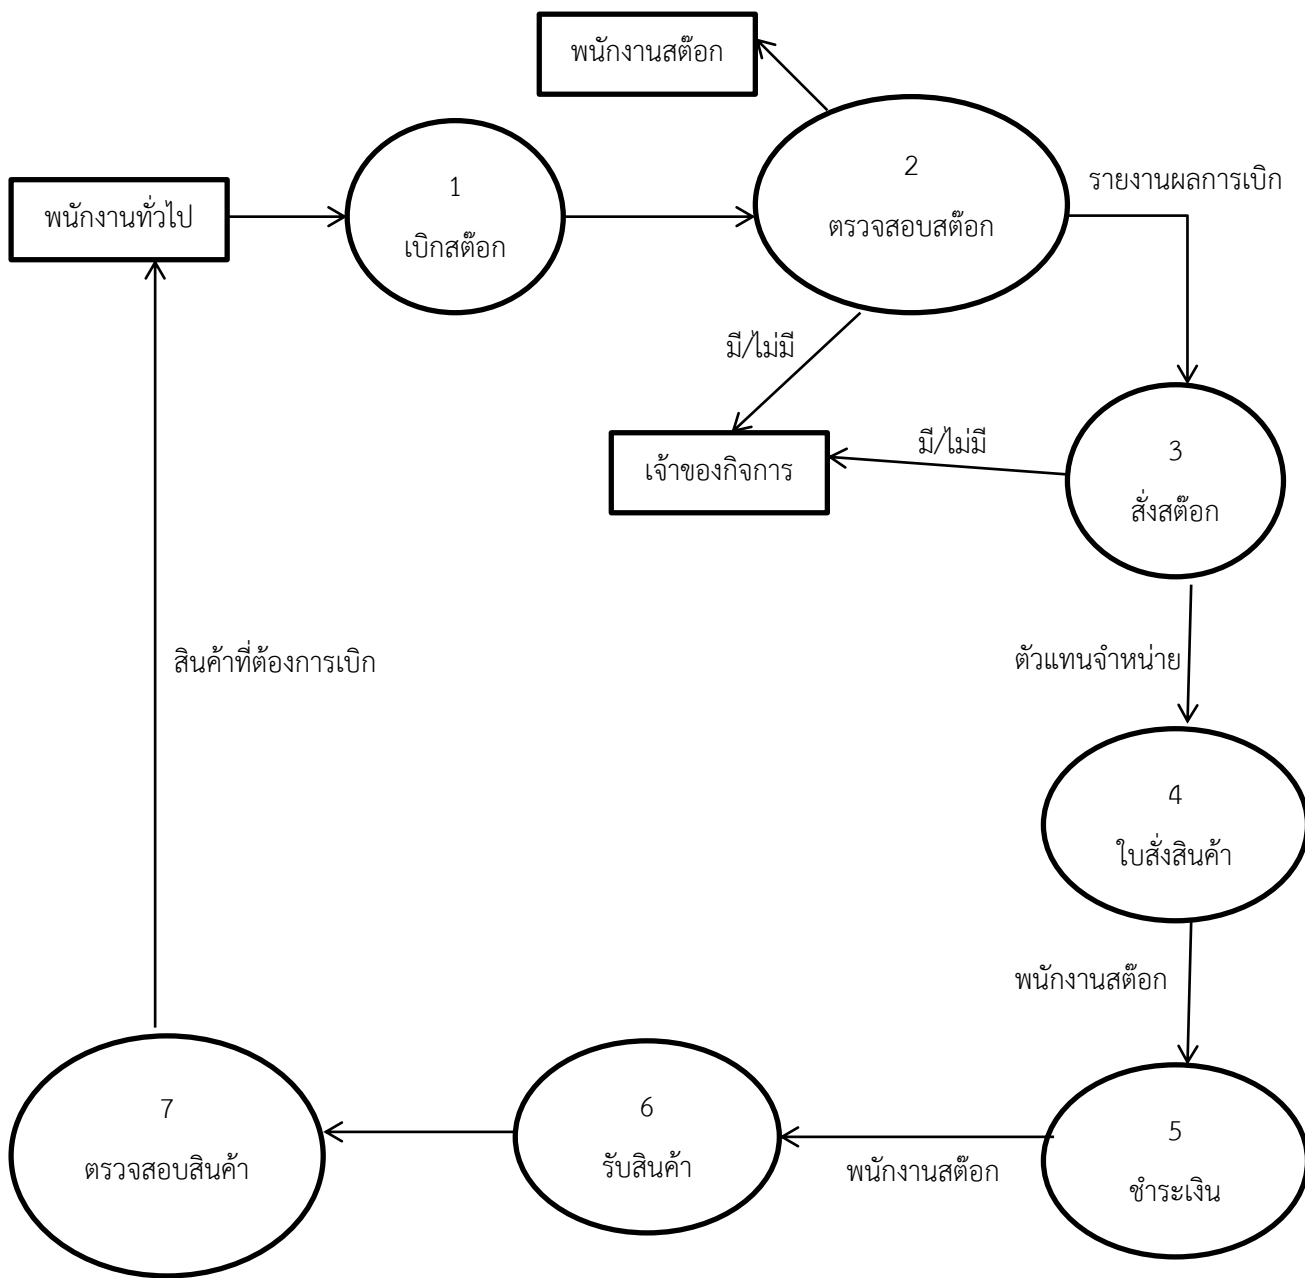 พนักงานสต๊อก
พนักงานทั่วไป
1
เบิกสต๊อก
2
ตรวจสอบสต๊อก
รายงานผลการเบิก
มี/ไม่มี
เจ้าของกิจการ
มี/ไม่มี
3
สั่งสต๊อก
สินค้าที่ต้องการเบิก
ตัวแทนจำหน่าย
4
ใบสั่งสินค้า
พนักงานสต๊อก
5
ชำระเงิน
พนักงานสต๊อก
6
รับสินค้า
7
ตรวจสอบสินค้า